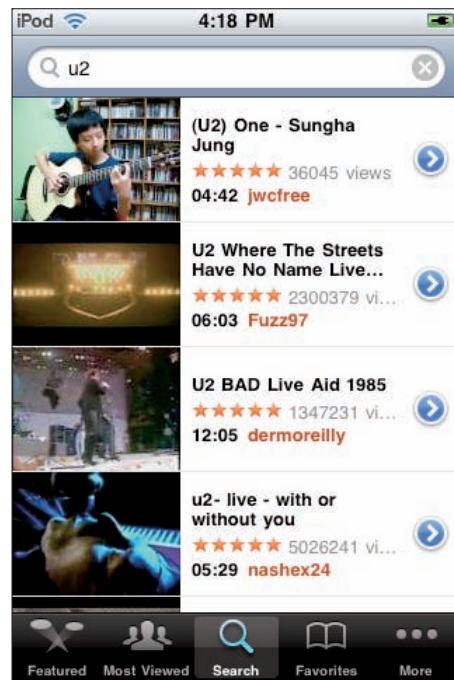 iPod 4:18 PM
u2
(U2) One - Sungha
Jung
36045 views
04:42 jwcfree
U2 Where The Streets
Have No Name Live...
2300379 vi...
06:03 Fuzz97
U2 BAD Live Aid 1985
1347231 vi...
12:05 dermoreilly
u2- live - with or
without you
5026241 vi...
05:29 nashex24
Featured Most Viewed Search Favorites More